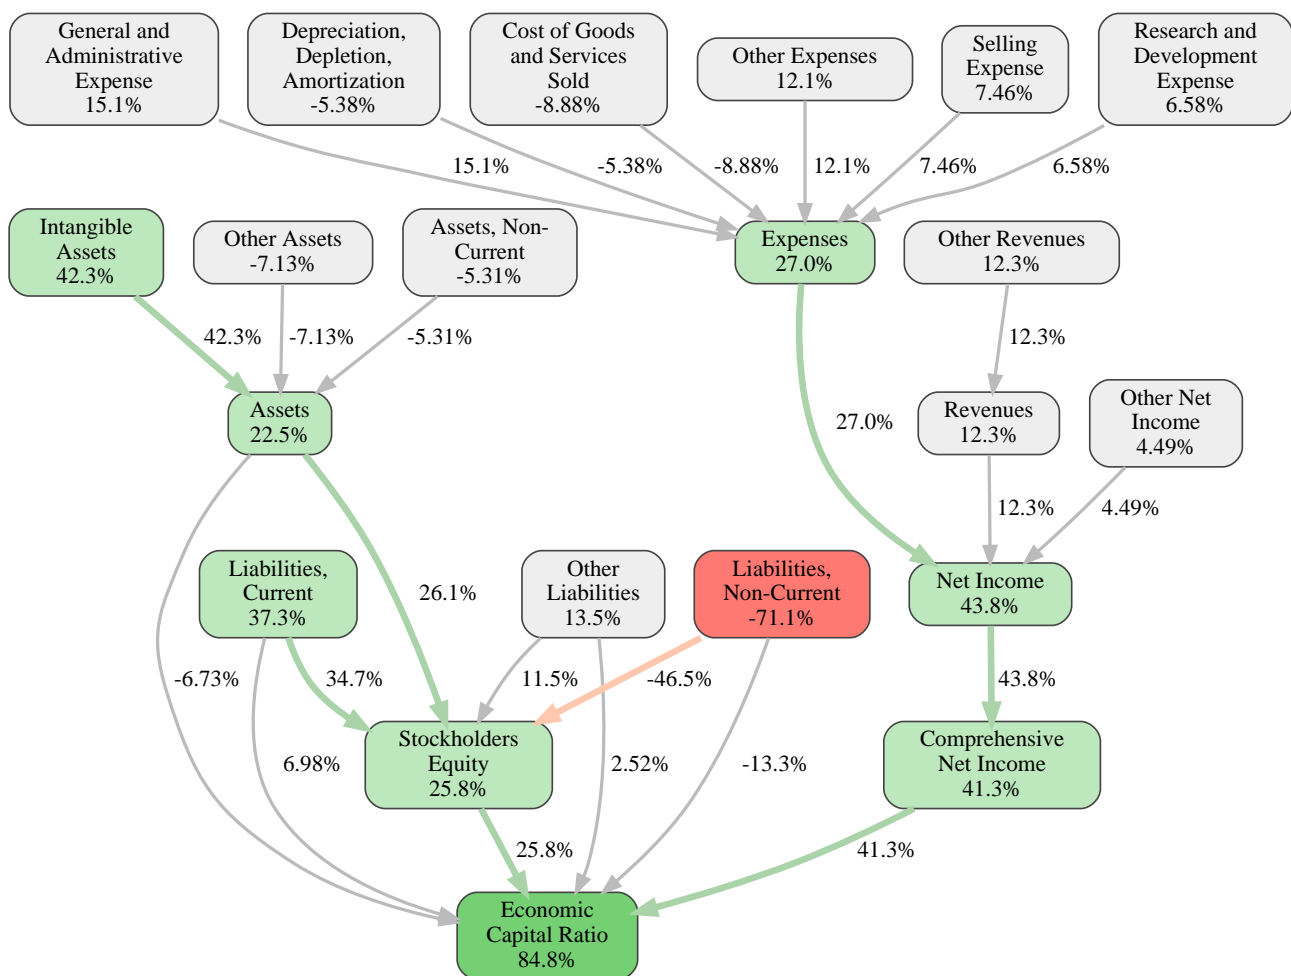 General and
Administrative
Expense
15.1%
Depreciation,
Depletion,
Amortization
-5.38%
Cost of Goods
and Services
Sold
-8.88%
Other Expenses
12.1%
Selling
Expense
7.46%
Research and
Development
Expense
6.58%
15.1%
-5.38%
-8.88%
12.1%
7.46%
6.58%
Intangible
Assets
42.3%
Other Assets
-7.13%
Assets, Non-
Current
-5.31%
Expenses
27.0%
Other Revenues
12.3%
42.3%
-7.13%
-5.31%
12.3%
Assets
22.5%
27.0%
Revenues
12.3%
Other Net
Income
4.49%
12.3%
4.49%
Liabilities,
Current
37.3%
26.1%
Other
Liabilities
13.5%
Liabilities,
Non-Current
-71.1%
Net Income
43.8%
-6.73%
34.7%
11.5%
-46.5%
43.8%
Stockholders
Equity
25.8%
6.98%
2.52%
-13.3%
Comprehensive
Net Income
41.3%
25.8%
41.3%
Economic
Capital Ratio
84.8%